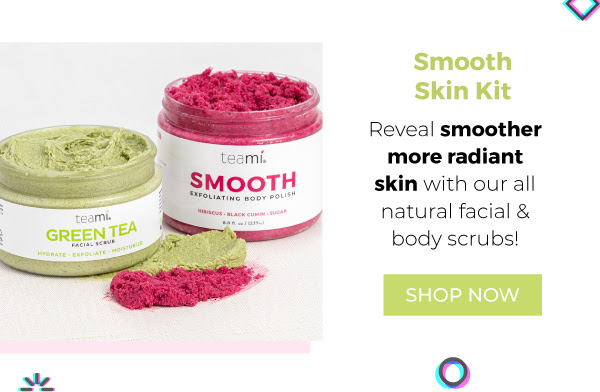 Smooth
Skin Kit
Reveal smoother
more radiant
skin with our all
natural facial &
body scrubs!
SHOP NOW
teami.
SMOOTH
EXFOLIATING BODY POLISH
HIBISCUS • BLACK CUMIN • SUGAR
teami.
GREEN TEA
FACIAL SCRUB
HYDRATE • EXFOLIATE • MOISTURIZE